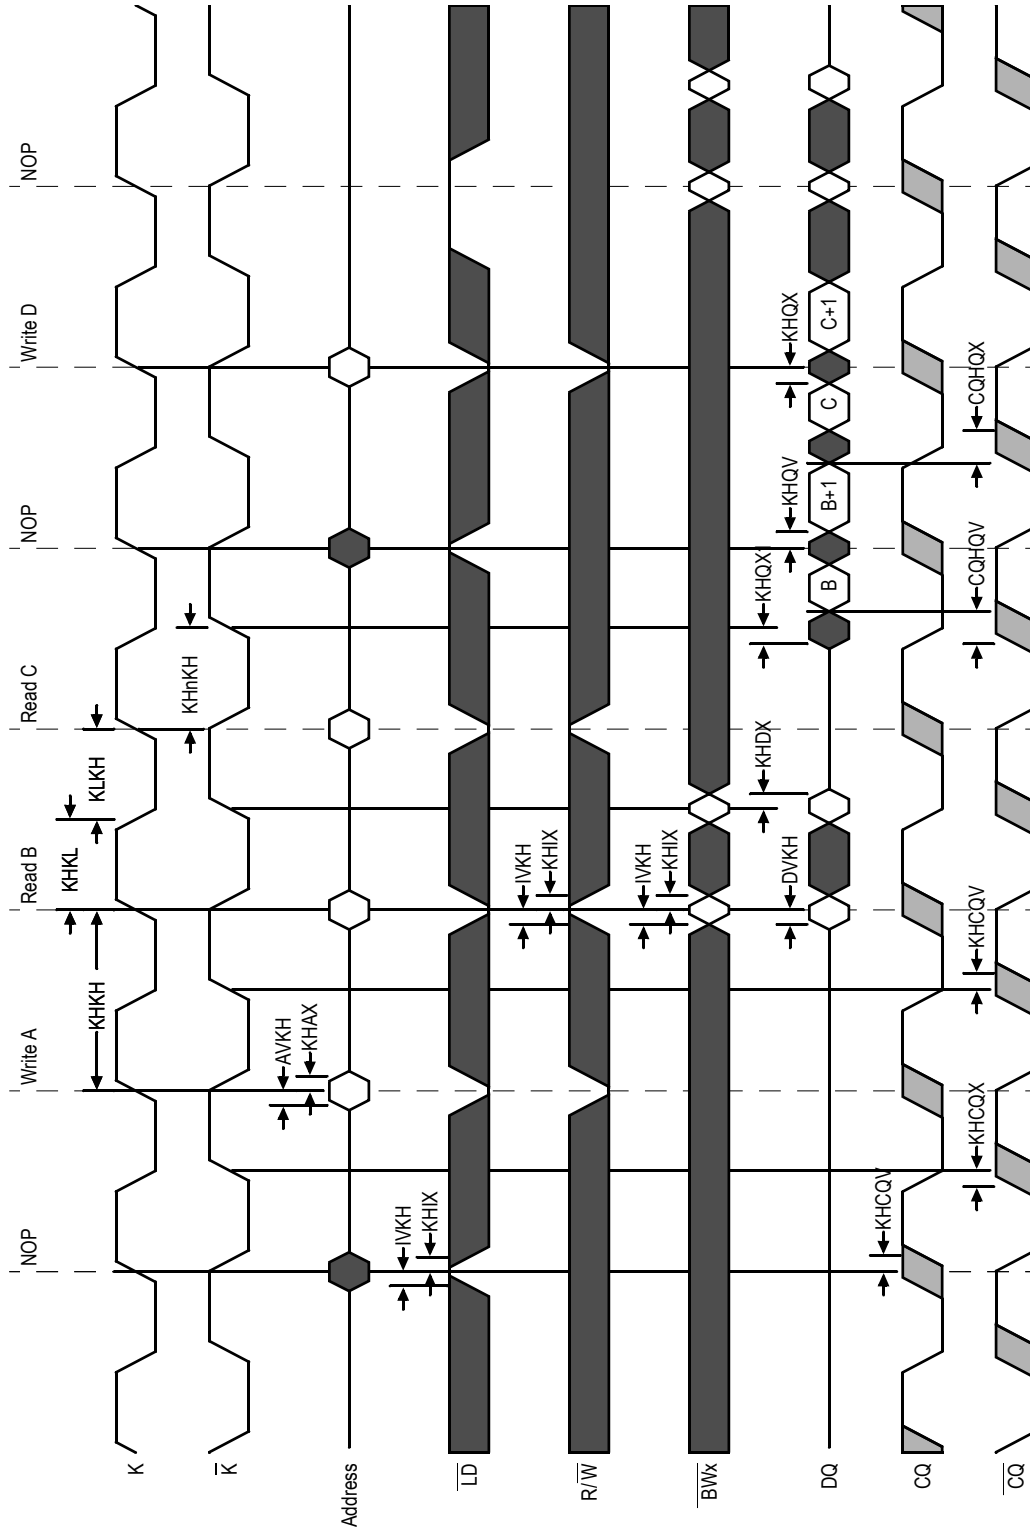 NOP
Write A
Read B
Read C
NOP
Write D
NOP
K
KHKH
KHKL
KLKH
K
KHnKH
Address
AVKH
KHAX
LD
IVKH
KHIX
R/W
IVKH
KHIX
BWx
IVKH
KHIX
KHDX
KHQX1
DQ
DVKH
KHQV
KHQX
B
B+1
C
C+1
CQ
KHCQV
CQ
KHCQX
KHCQV
CQHQV
CQHQX